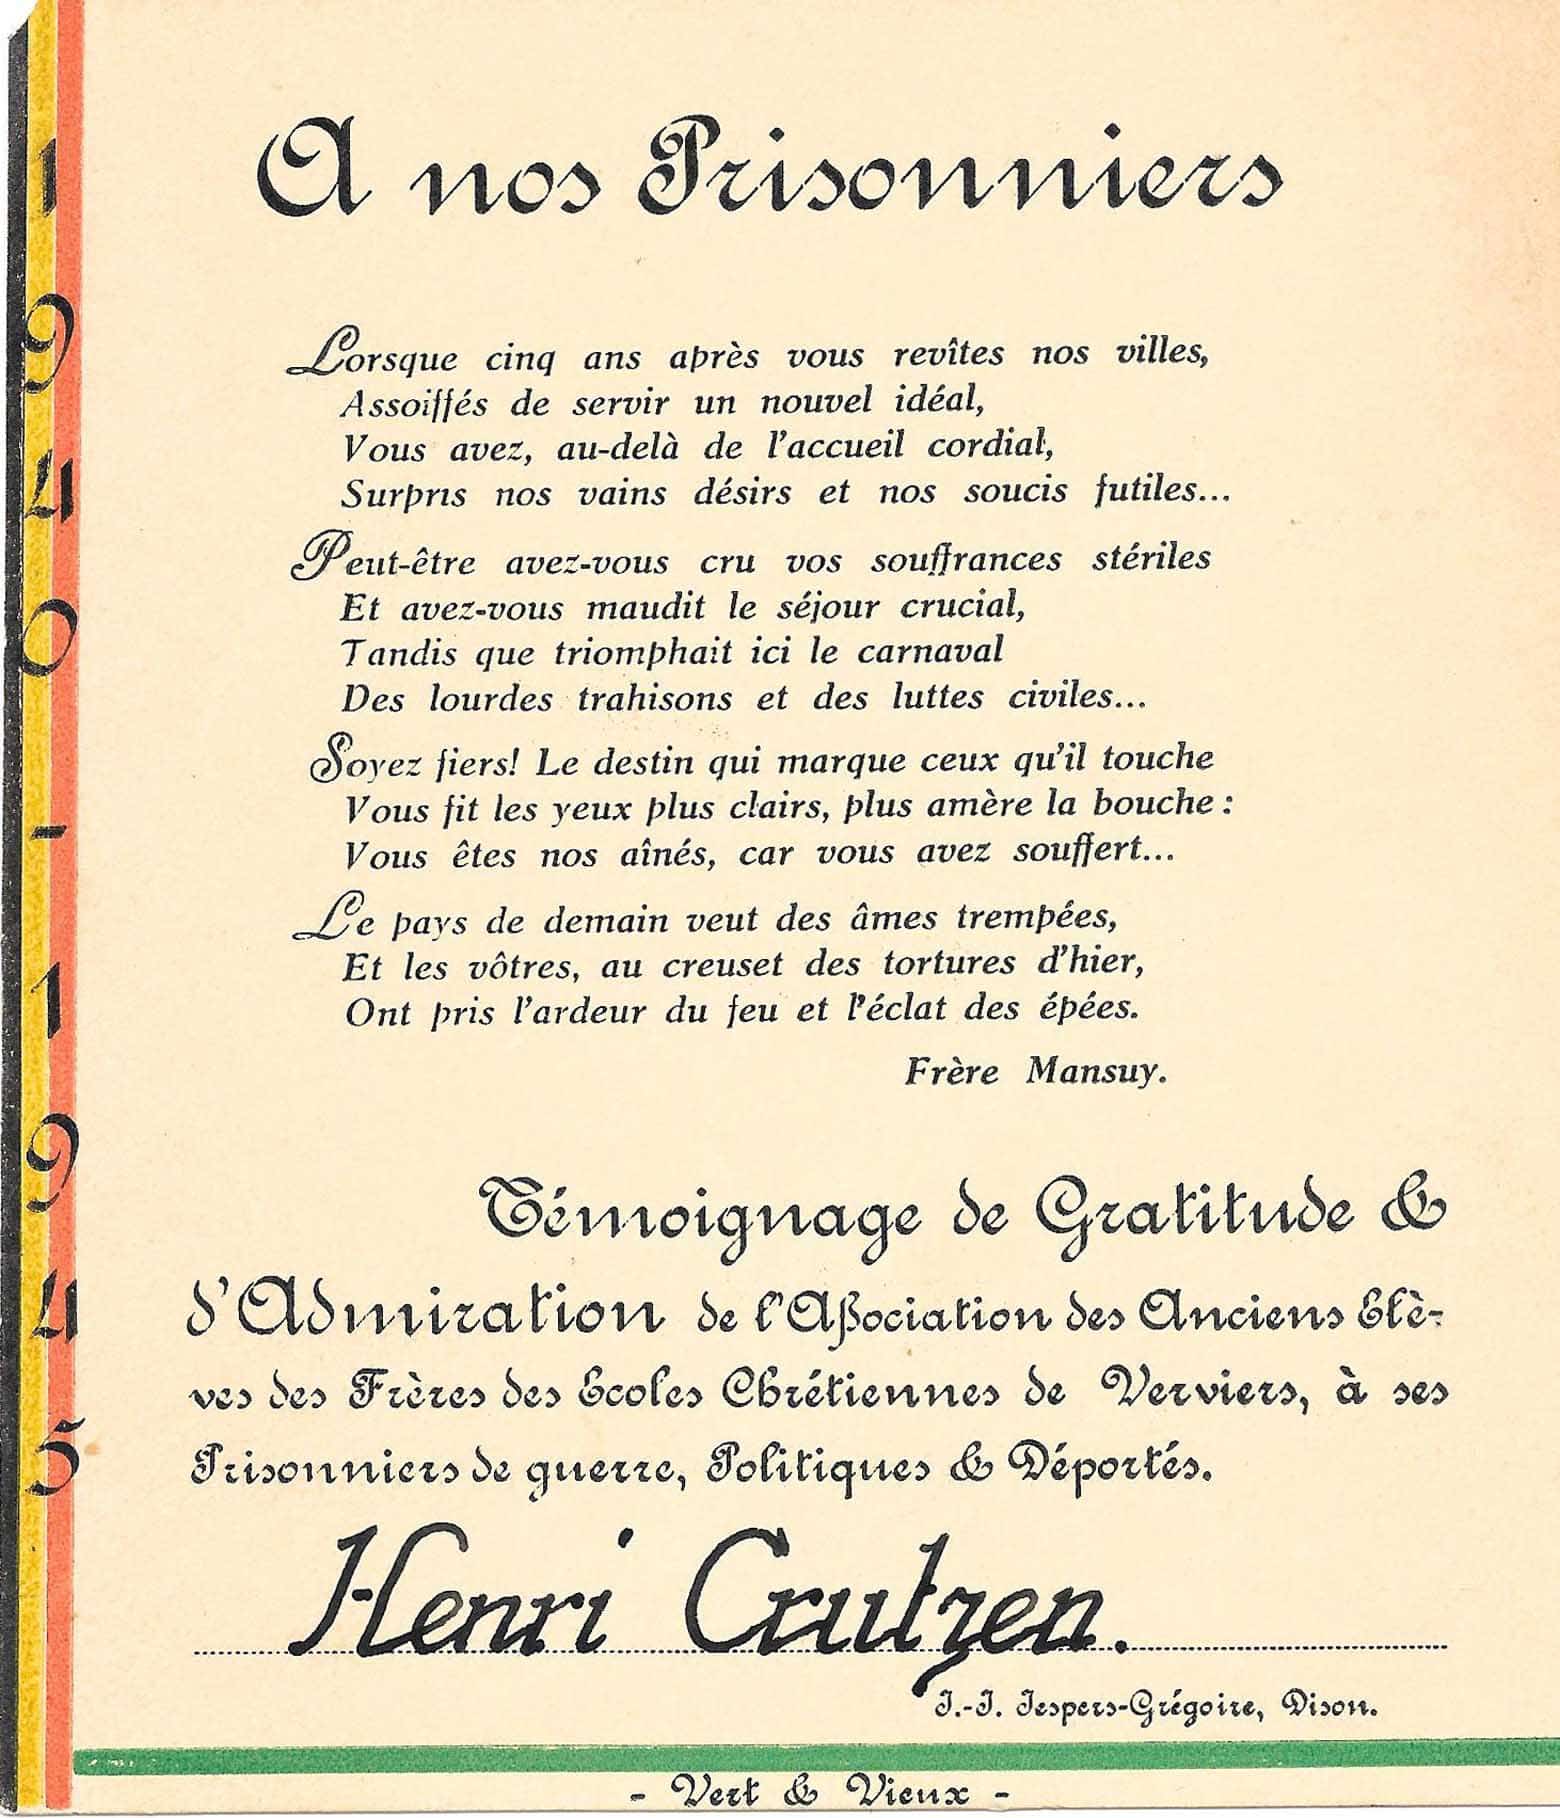 A nos Prisonniers
Lorsque cinq ans après vous revîtes nos villes,
Assoiffés de servir un nouvel idéal,
Vous avez, au-delà de l'accueil cordial,
Surpris nos vains désirs et nos soucis futiles...
Peut-être avez-vous cru vos souffrances stériles
Et avez-vous maudit le séjour crucial,
Tandis que triomphait ici le carnaval
Des lourdes trahisons et des luttes civiles...
Soyez fiers! Le destin qui marque ceux qu'il touche
Vous fit les yeux plus clairs, plus amère la bouche :
Vous êtes nos aînés, car vous avez souffert...
Le pays de demain veut des âmes trempées,
Et les vôtres, au creuset des tortures d'hier,
Ont pris l'ardeur du feu et l'éclat des épées.
Frère Mansuy.
Témoignage de Gratitude &
d'Admiration de l'Aßociation des Anciens Elè-
ves des Frères des Ecoles Chrétiennes de Verviers, à ses
Prisonniers de guerre, Politiques & Déportés.
Henri Crutzen.
J.-J. Jespers-Grégoire, Dison.
- Vert & Vieux -
1940-1945